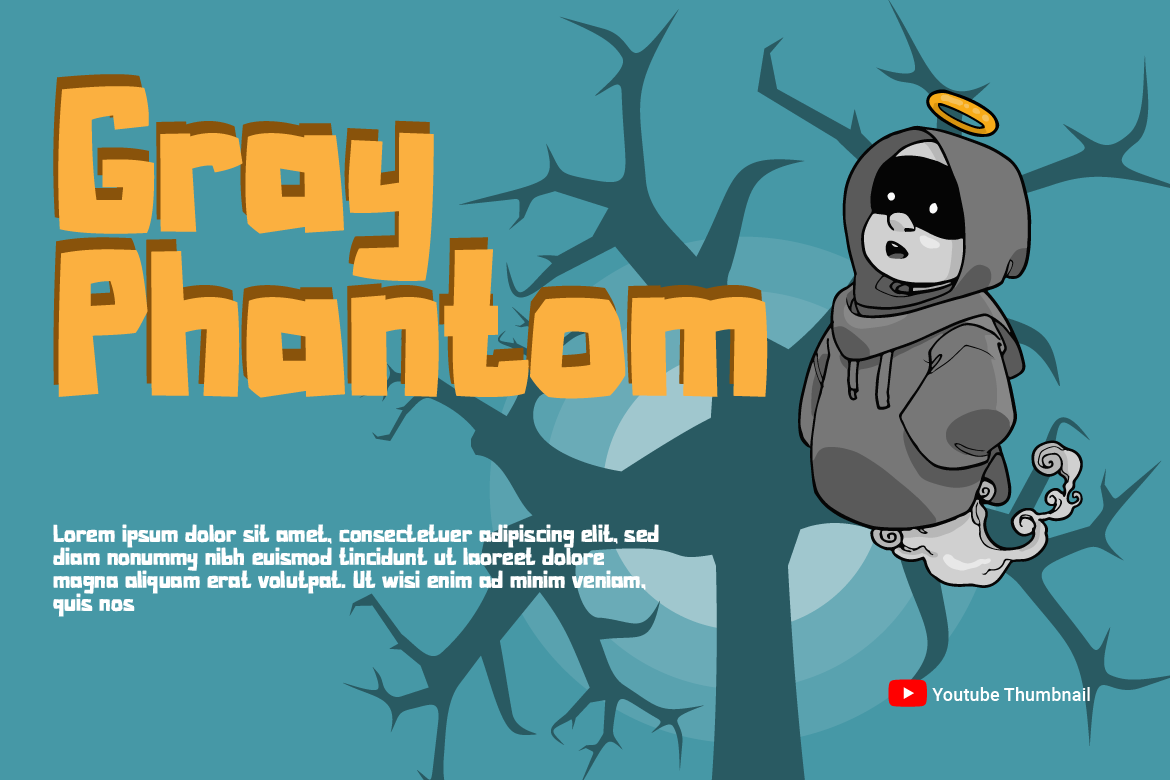 Gray
Phantom
Lorem ipsum dolor sit amet, consectetuer adipiscing elit, sed
diam nonummy nibh euismod tincidunt ut laoreet dolore
magna aliquam erat volutpat. Ut wisi enim ad minim veniam,
quis nos
Youtube Thumbnail